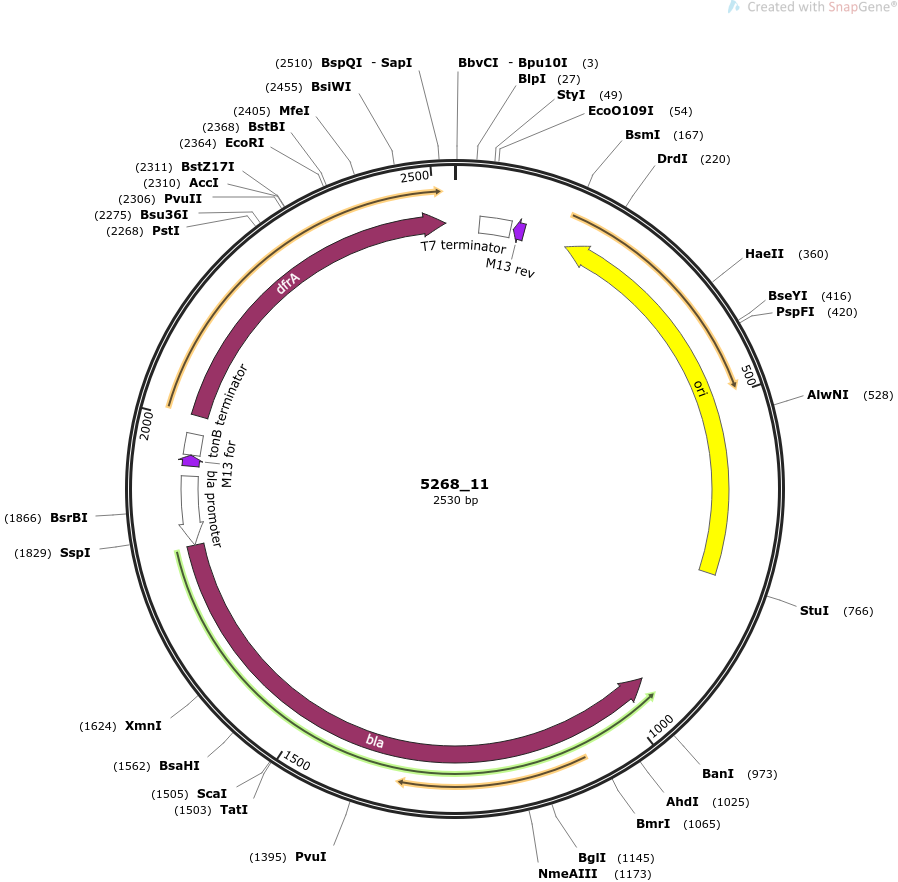 Created with SnapGene®
(2510) BspQI - SapI
BbvCI - Bpu10I (3)
(2455) BsiWI
BlpI (27)
StyI (49)
(2405) MfeI
EcoO109I (54)
(2368) BstBI
BsmI (167)
(2364) EcoRI
DrdI (220)
(2311) BstZ17I
(2310) AccI
(2306) PvuII
(2275) Bsu36I
(2268) PstI
2500
T7 terminator
M13 rev
HaeII (360)
dfrA
BseYI (416)
PspFI (420)
500
ori
AlwNI (528)
2000
tonB terminator
M13 for
bla promoter
5268_11
2530 bp
(1866) BsrBI
(1829) SspI
StuI (766)
(1624) XmnI
1000
bla
1500
(1562) BsaHI
BanI (973)
(1505) ScaI
AhdI (1025)
(1503) TatI
BmrI (1065)
(1395) PvuI
BglI (1145)
NmeAIII (1173)